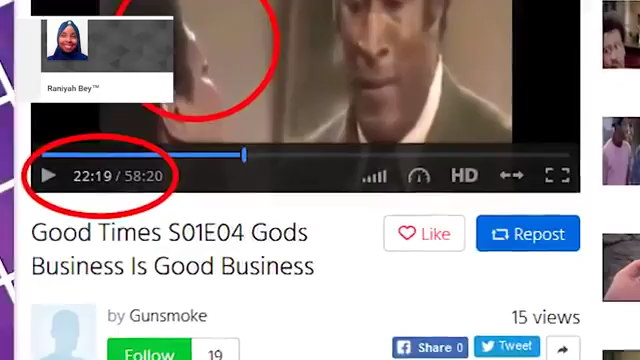 Raniyah Bey™
22:19 / 58:20
HD
Good Times S01E04 Gods
Business Is Good Business
Like
Repost
by Gunsmoke
15 views
Follow
19
Share 0
Tweet